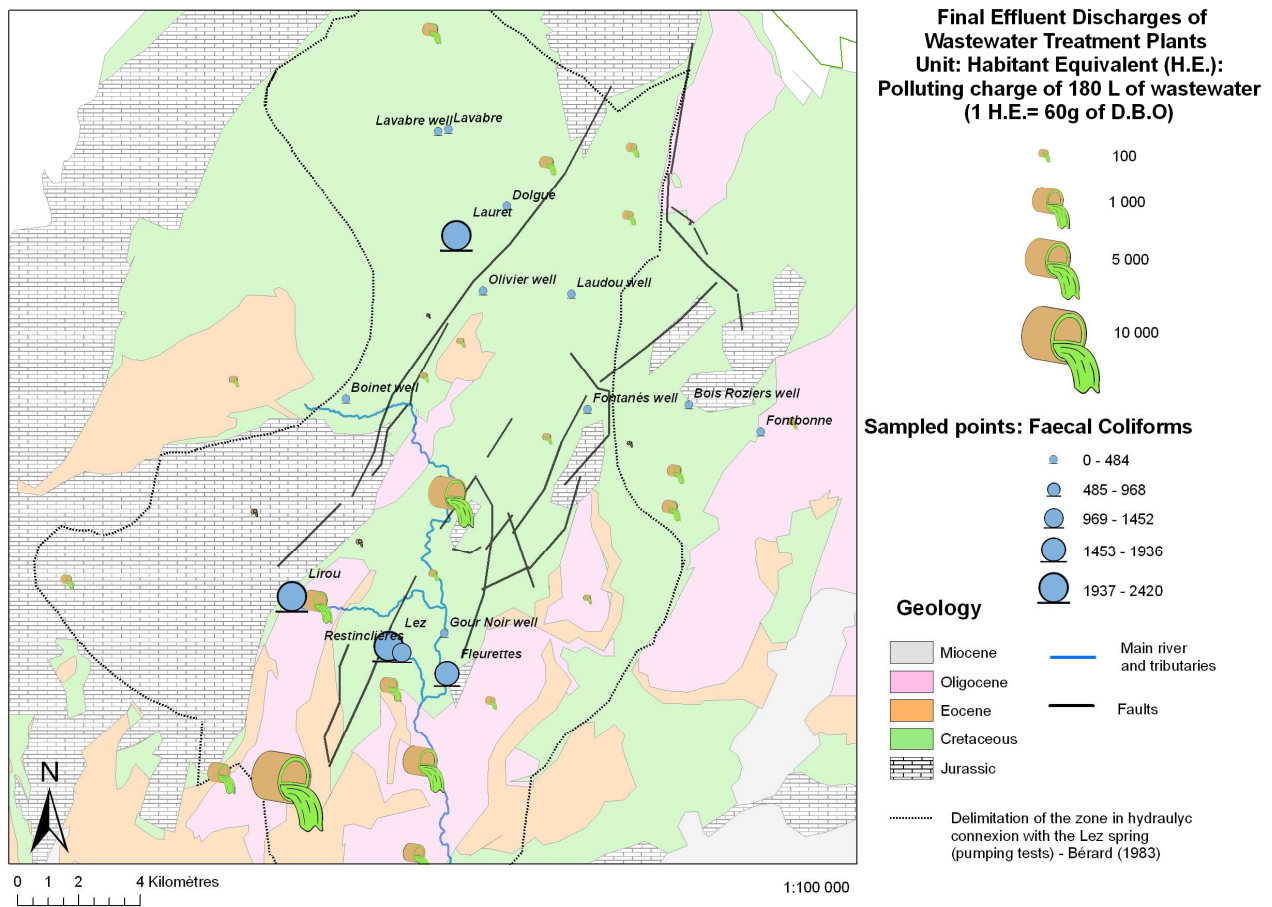 Final Effluent Discharges of
Wastewater Treatment Plants
Unit: Habitant Equivalent (H.E.):
Polluting charge of 180 L of wastewater
(1 H.E.= 60g of D.B.O)
100
1 000
5 000
10 000
Sampled points: Faecal Coliforms
0 - 484
485 - 968
969 - 1452
1453 - 1936
1937 - 2420
Geology
Miocene
Oligocene
Eocene
Cretaceous
Jurassic
Main river
and tributaries
Faults
Delimitation of the zone in hydraulyc
connexion with the Lez spring
(pumping tests) - Bérard (1983)
Lavabre well
Lavabre
Dolgue
Lauret
Olivier well
Laudou well
Boinet well
Fontanés well
Bois Roziers well
Fontbonne
Lirou
Lez
Restinclières
Gour Noir well
Fleurettes
N
0 1 2 4 Kilomètres
1:100 000